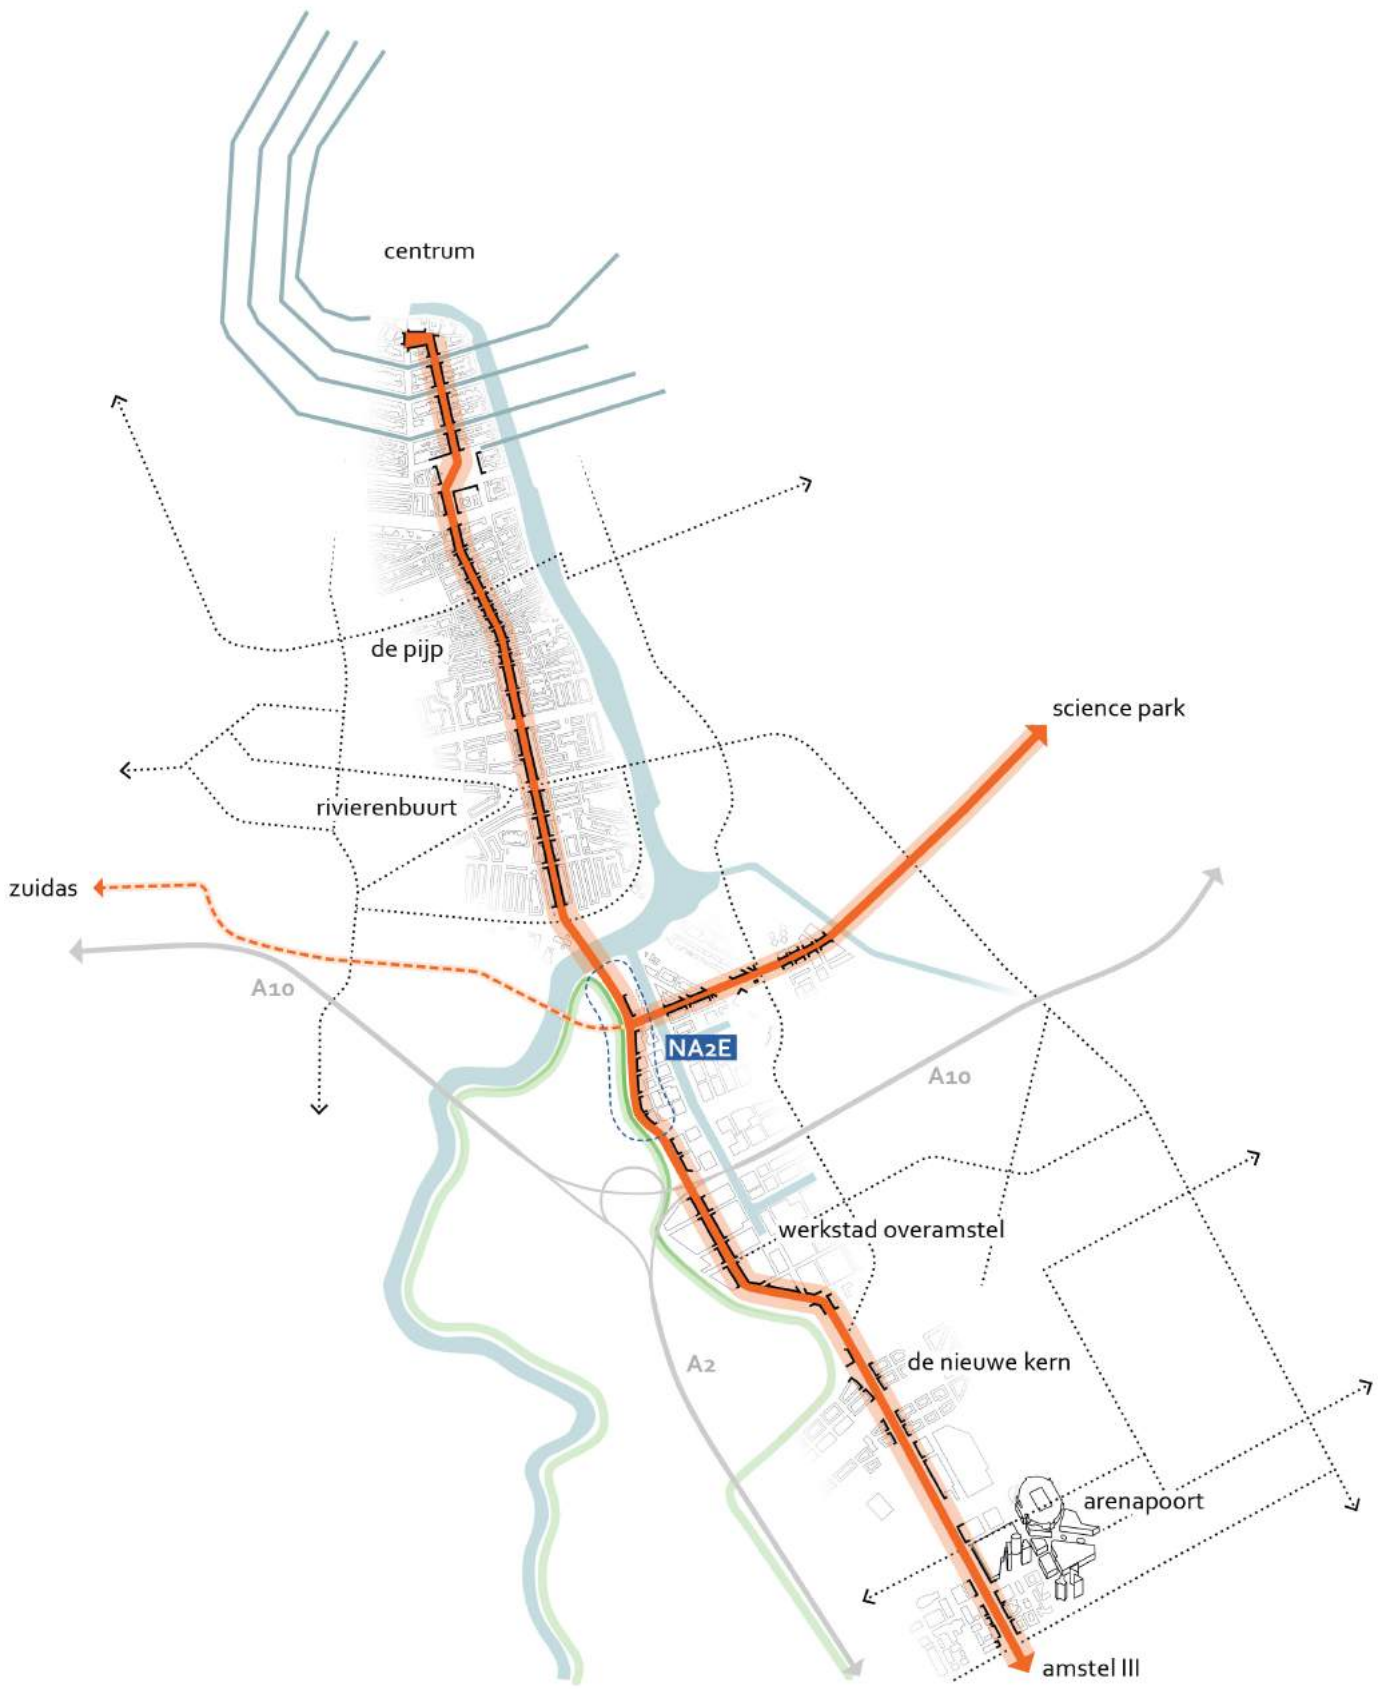 centrum
de pijp
science park
rivierenbuurt
zuidas
A10
NA2E
A10
werkstad overamstel
A2
de nieuwe kern
arenapoort
amstel III